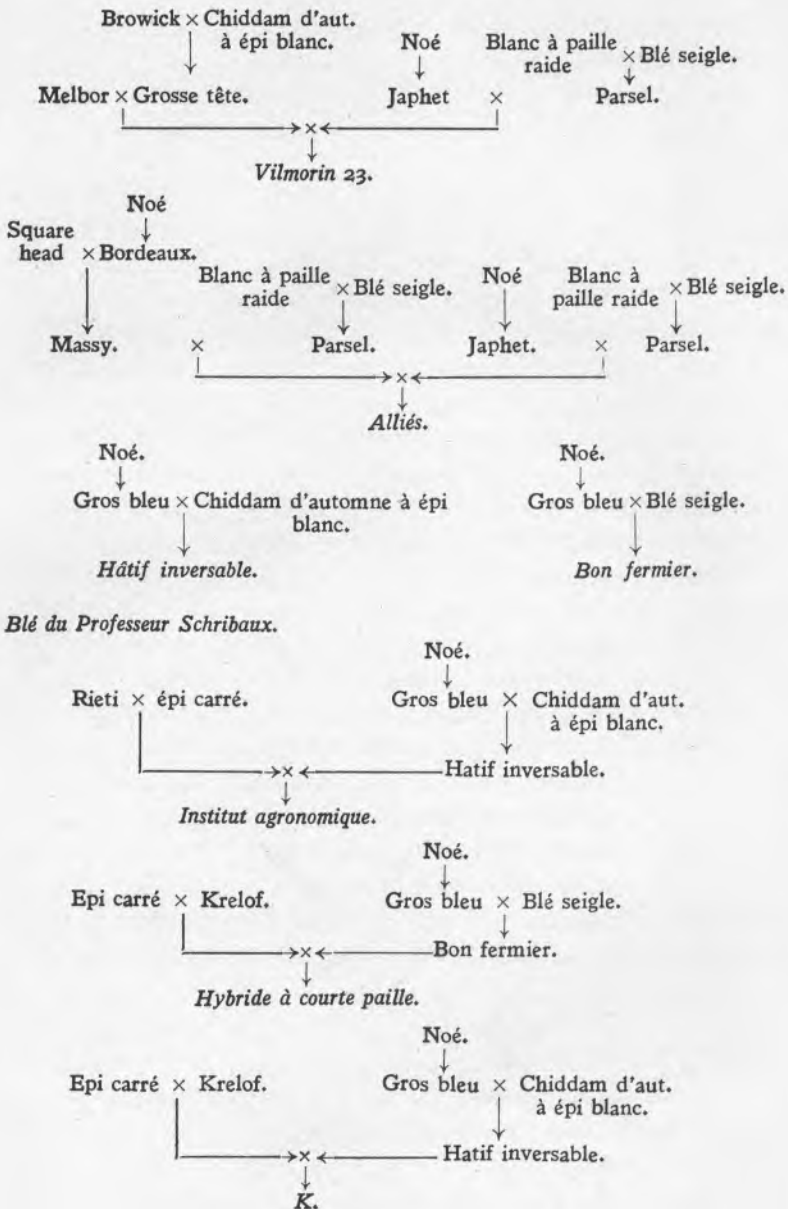 Browick × Chiddam d'aut.
à épi blanc.
Noé
Blanc à paille
raide
× Blé seigle.
Melbor × Grosse tête.
Japhet × Parsel.
×
Vilmorin 23.
Noé
Square
head × Bordeaux.
Blanc à paille
raide
× Blé seigle.
Noé
Blanc à
paille raide
× Blé seigle.
Massy. × Parsel.
Japhet. × Parsel.
×
Alliés.
Noé.
Gros bleu × Chiddam d'automne à épi
blanc.
Hâtif inversable.
Noé.
Gros bleu × Blé seigle.
Bon fermier.
Blé du Professeur Schribaux.
Noé.
Rieti × épi carré.
Gros bleu × Chiddam d'aut.
à épi blanc.
× Hatif inversable.
Institut agronomique.
Noé.
Epi carré × Krelof.
Gros bleu × Blé seigle.
× Bon fermier.
Hybride à courte paille.
Noé.
Epi carré × Krelof.
Gros bleu × Chiddam d'aut.
à épi blanc.
× Hatif inversable.
K.